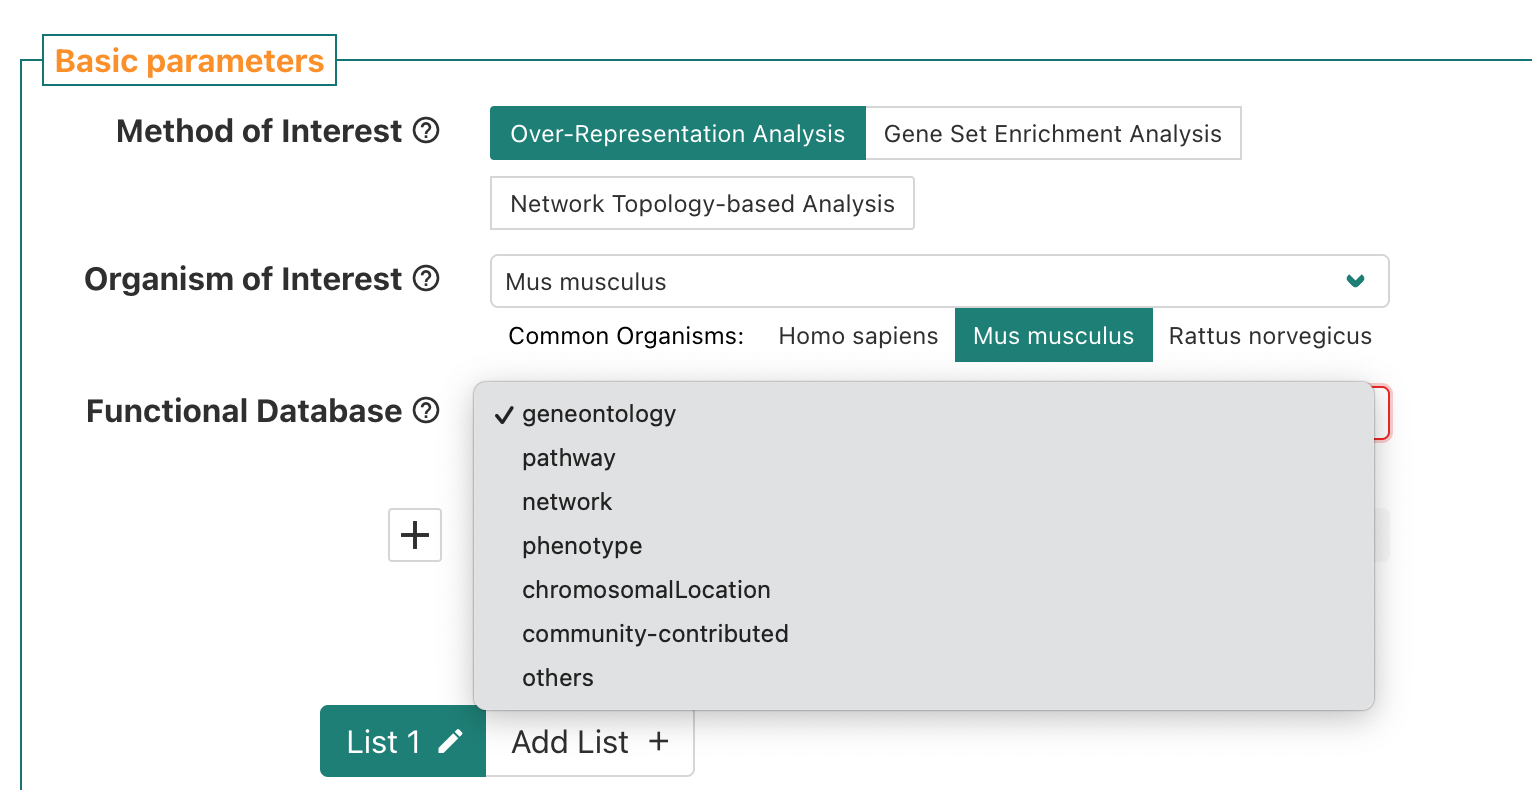 Basic parameters
Method of Interest
Over-Representation Analysis
Gene Set Enrichment Analysis
Network Topology-based Analysis
Organism of Interest
Mus musculus
Common Organisms: Homo sapiens Mus musculus Rattus norvegicus
Functional Database
✓ geneontology
pathway
network
phenotype
chromosomalLocation
community-contributed
others
+
List 1
Add List +